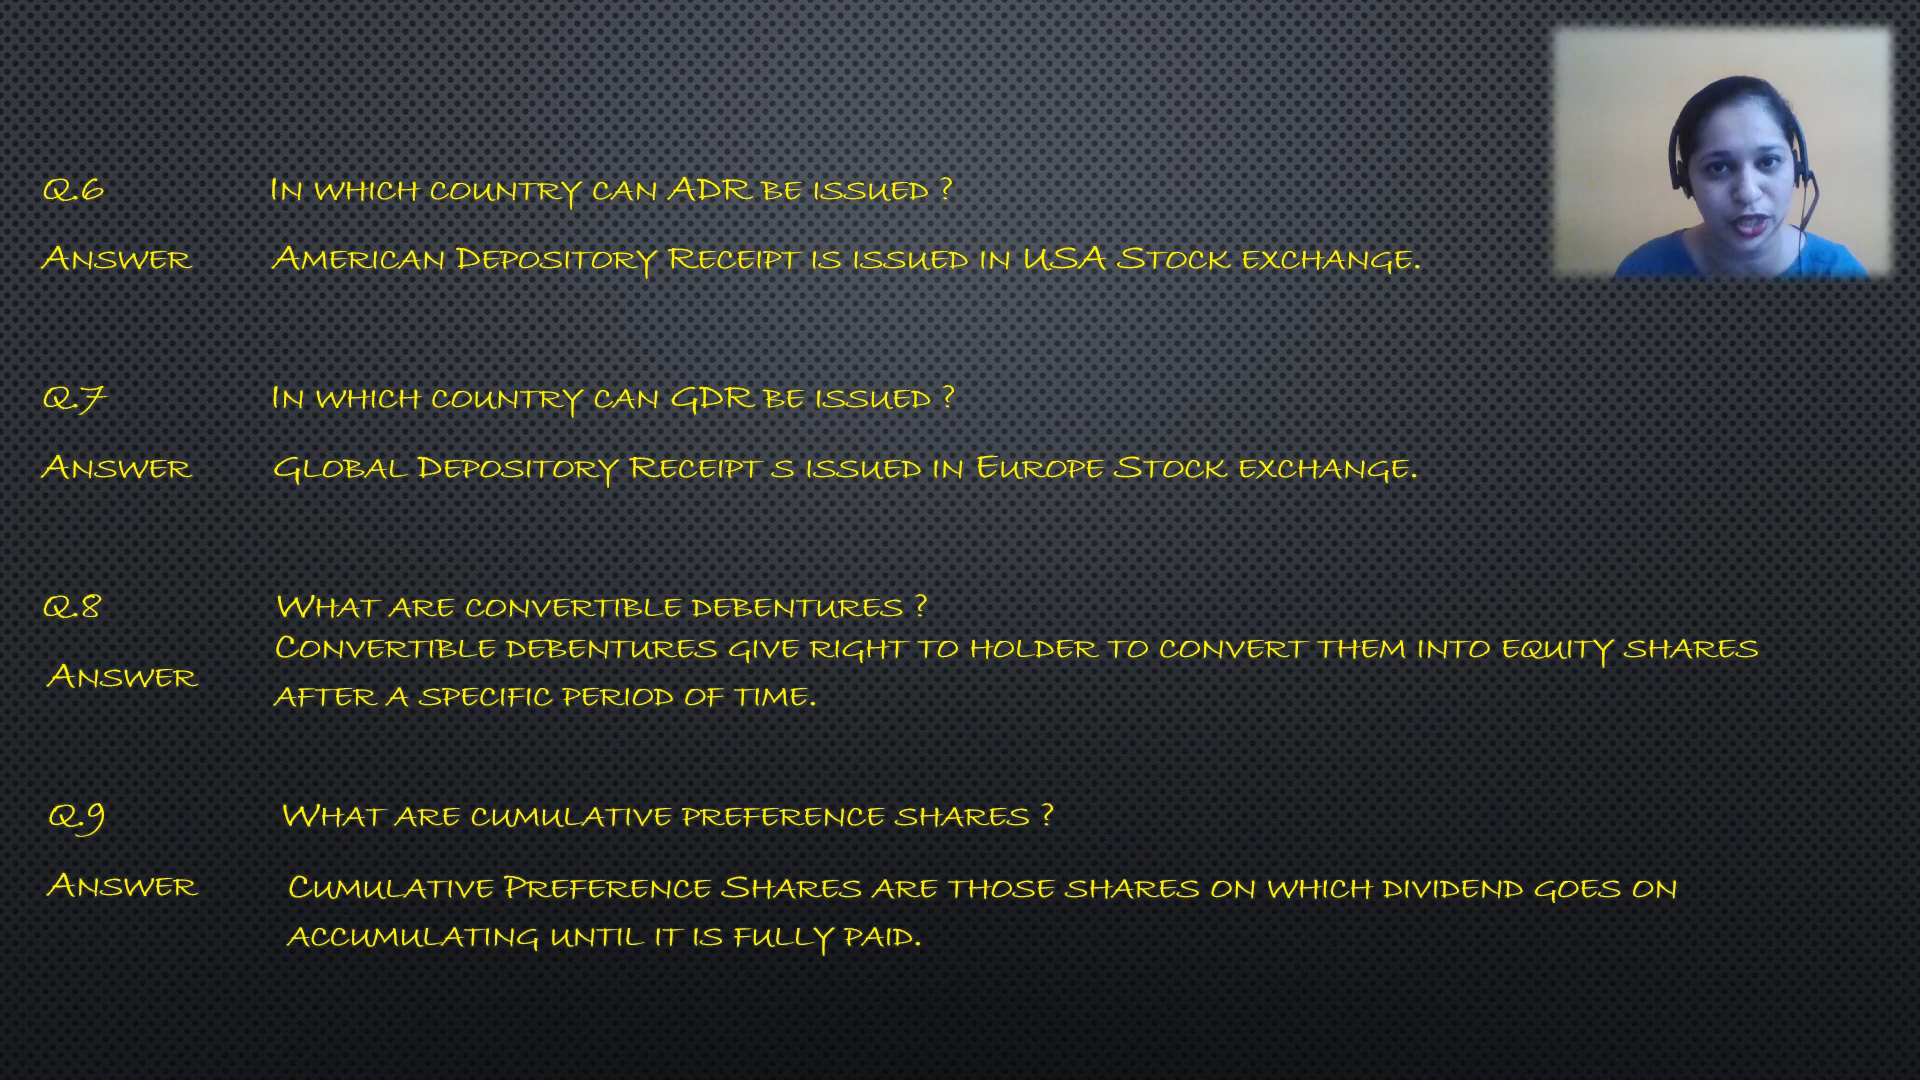 Q.6 In which country can ADR be issued ?
Answer American Depository Receipt is issued in USA Stock exchange.
Q.7 In which country can GDR be issued ?
Answer Global Depository Receipt s issued in Europe Stock exchange.
Q.8 What are convertible debentures ?
Answer Convertible debentures give right to holder to convert them into equity shares
after a specific period of time.
Q.9 What are cumulative preference shares ?
Answer Cumulative Preference Shares are those shares on which dividend goes on
accumulating until it is fully paid.